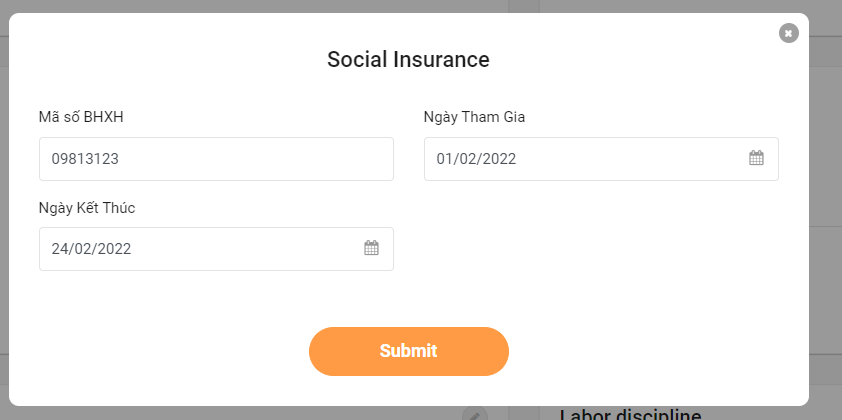 Social Insurance
Mã số BHXH
Ngày Tham Gia
09813123
01/02/2022
Ngày Kết Thúc
24/02/2022
Submit
Labor discipline